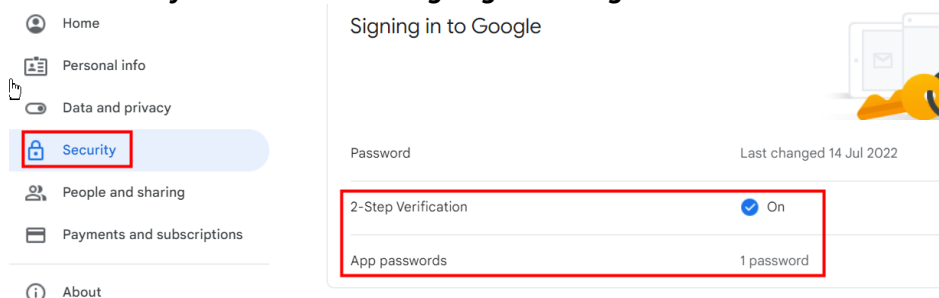 Home
Personal info
Data and privacy
Security
People and sharing
Payments and subscriptions
About
Signing in to Google
Password Last changed 14 Jul 2022
2-Step Verification On
App passwords 1 password